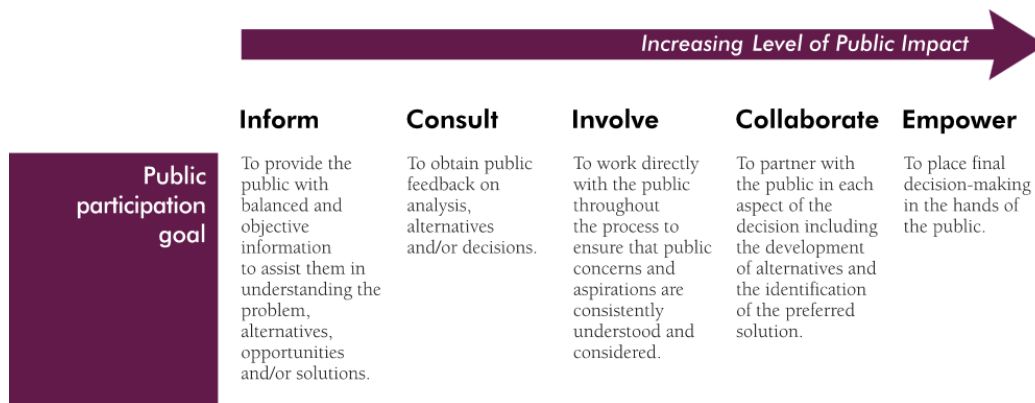 Increasing Level of Public Impact
Inform
Consult
Involve
Collaborate
Empower
Public
participation
goal
To provide the
public with
balanced and
objective
information
to assist them in
understanding the
problem,
alternatives,
opportunities
and/or solutions.
To obtain public
feedback on
analysis,
alternatives
and/or decisions.
To work directly
with the public
throughout
the process to
ensure that public
concerns and
aspirations are
consistently
understood and
considered.
To partner with
the public in each
aspect of the
decision including
the development
of alternatives and
the identification
of the preferred
solution.
To place final
decision-making
in the hands of
the public.